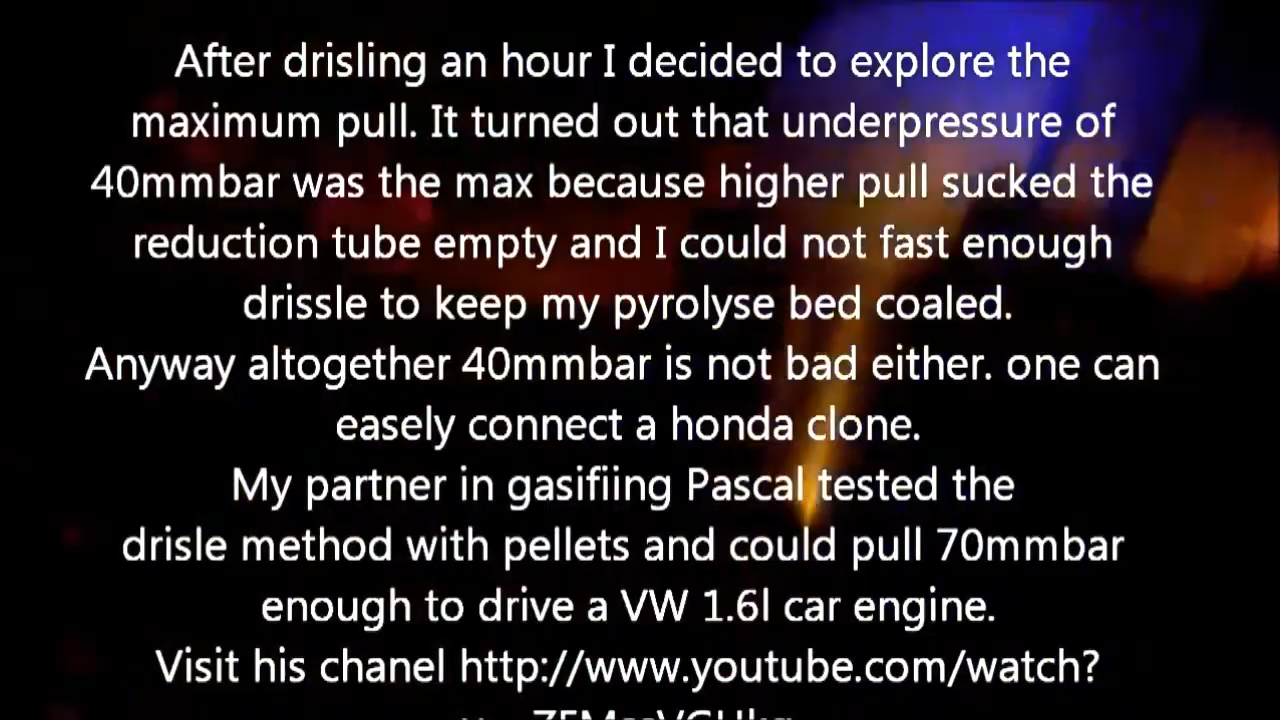 After drisling an hour I decided to explore the
maximum pull. It turned out that underpressure of
40mmbar was the max because higher pull sucked the
reduction tube empty and I could not fast enough
drissle to keep my pyrolyse bed coaled.
Anyway altogether 40mmbar is not bad either. one can
easely connect a honda clone.
My partner in gasifiing Pascal tested the
drisle method with pellets and could pull 70mmbar
enough to drive a VW 1.6l car engine.
Visit his chanel http://www.youtube.com/watch?